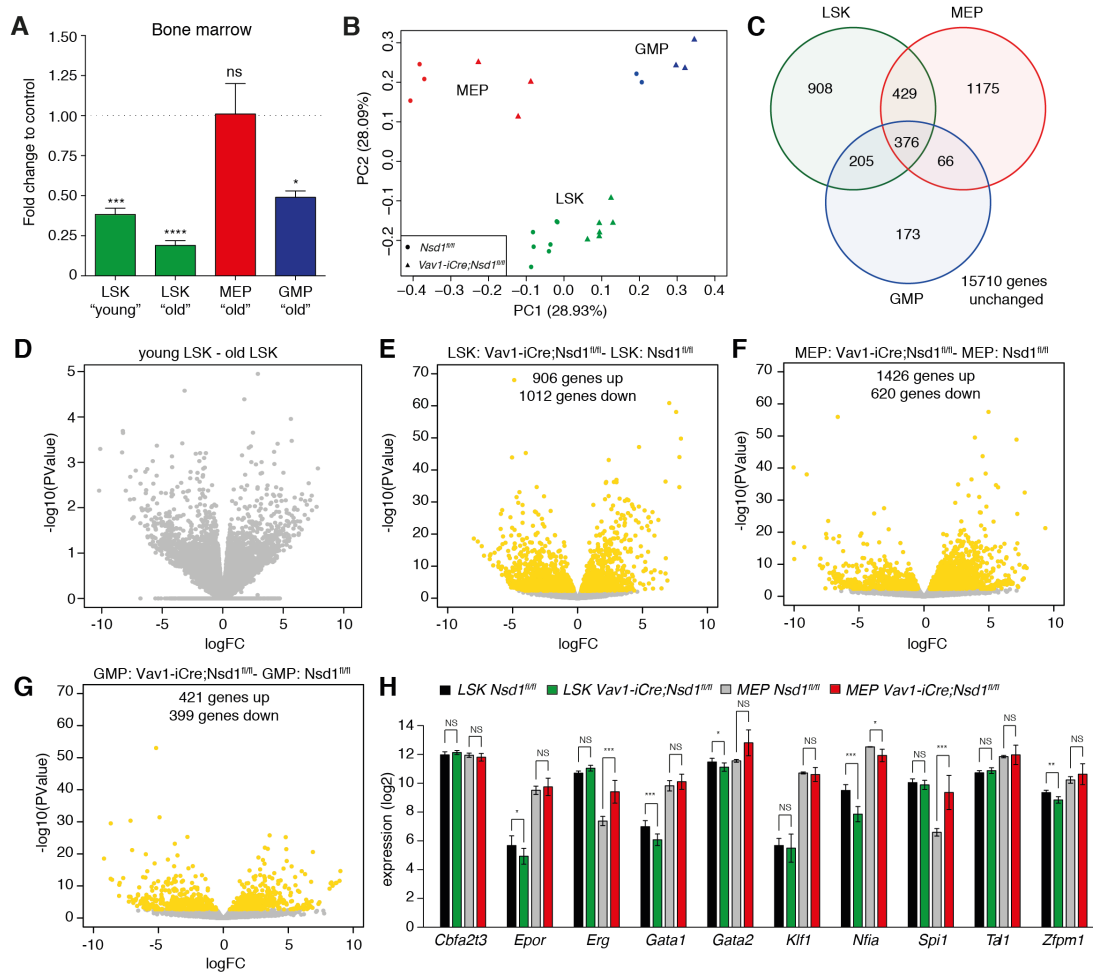 A
Bone marrow
Fold change to control
1.50
1.25
1.00
0.75
0.50
0.25
0
***
****
ns
*
LSK
"young"
LSK
"old"
MEP
"old"
GMP
"old"
B
PC2 (28.09%)
0.3
0.2
0.1
0.0
−0.1
−0.2
MEP
GMP
LSK
Nsd1fl/fl
Vav1-iCre;Nsd1fl/fl
−0.4 −0.3 −0.2 −0.1 0.0 0.1 0.2 0.3 0.4
PC1 (28.93%)
C
LSK MEP
908 429 1175
376
205 66
173
GMP
15710 genes
unchanged
D
young LSK - old LSK
-log10(PValue)
5
4
3
2
1
0
-10 -5 0 5 10
logFC
E
LSK: Vav1-iCre;Nsd1fl/fl- LSK: Nsd1fl/fl
906 genes up
1012 genes down
-log10(PValue)
70
60
50
40
30
20
10
0
-10 -5 0 5 10
logFC
F
MEP: Vav1-iCre;Nsd1fl/fl- MEP: Nsd1fl/fl
1426 genes up
620 genes down
-log10(PValue)
70
60
50
40
30
20
10
0
-10 -5 0 5 10
logFC
G
GMP: Vav1-iCre;Nsd1fl/fl- GMP: Nsd1fl/fl
421 genes up
399 genes down
-log10(PValue)
70
60
50
40
30
20
10
0
-10 -5 0 5 10
logFC
H
LSK Nsd1fl/fl LSK Vav1-iCre;Nsd1fl/fl MEP Nsd1fl/fl MEP Vav1-iCre;Nsd1fl/fl
expression (log2)
14
12
10
8
6
4
2
0
NS NS * NS NS *** *** NS * NS NS NS *** * NS *** NS NS ** NS
Cbfa2t3 Epor Erg Gata1 Gata2 Klf1 Nfia Spi1 Tal1 Zfpm1